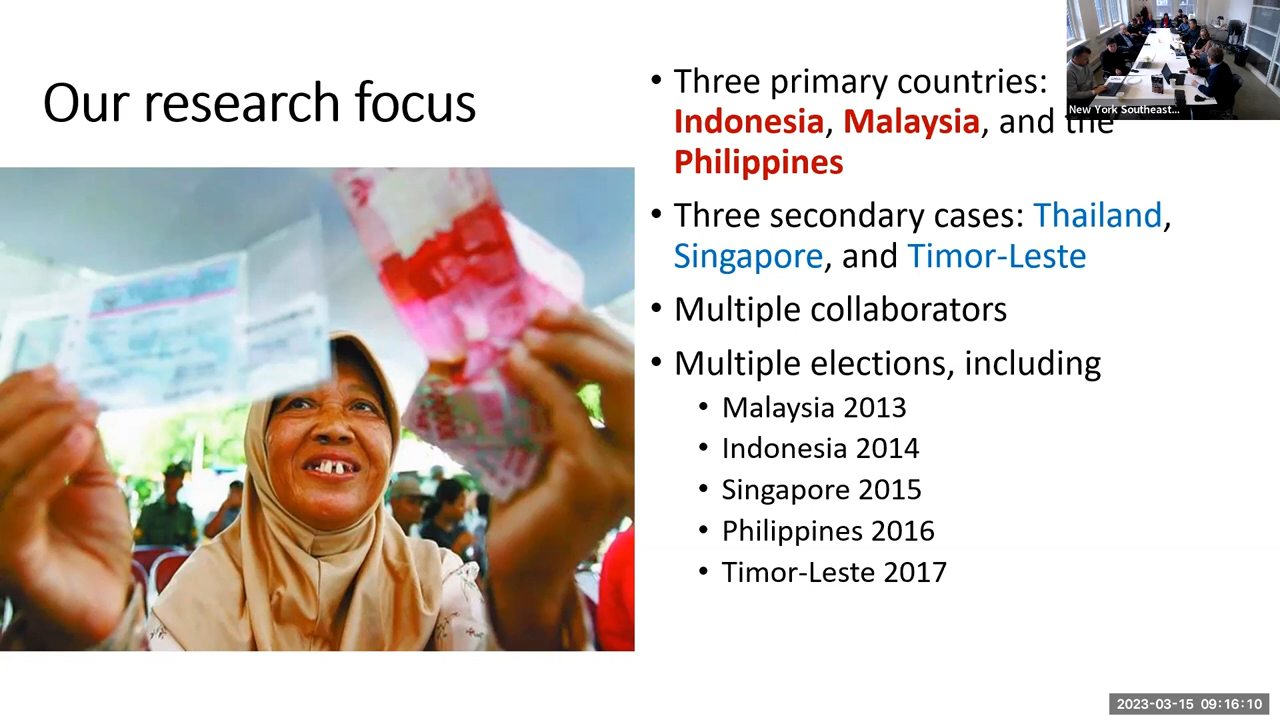 Our research focus
• Three primary countries:
Indonesia, Malaysia, and the
Philippines
• Three secondary cases: Thailand,
Singapore, and Timor-Leste
• Multiple collaborators
• Multiple elections, including
• Malaysia 2013
• Indonesia 2014
• Singapore 2015
• Philippines 2016
• Timor-Leste 2017
New York Southeast...
2023-03-15 09:16:10